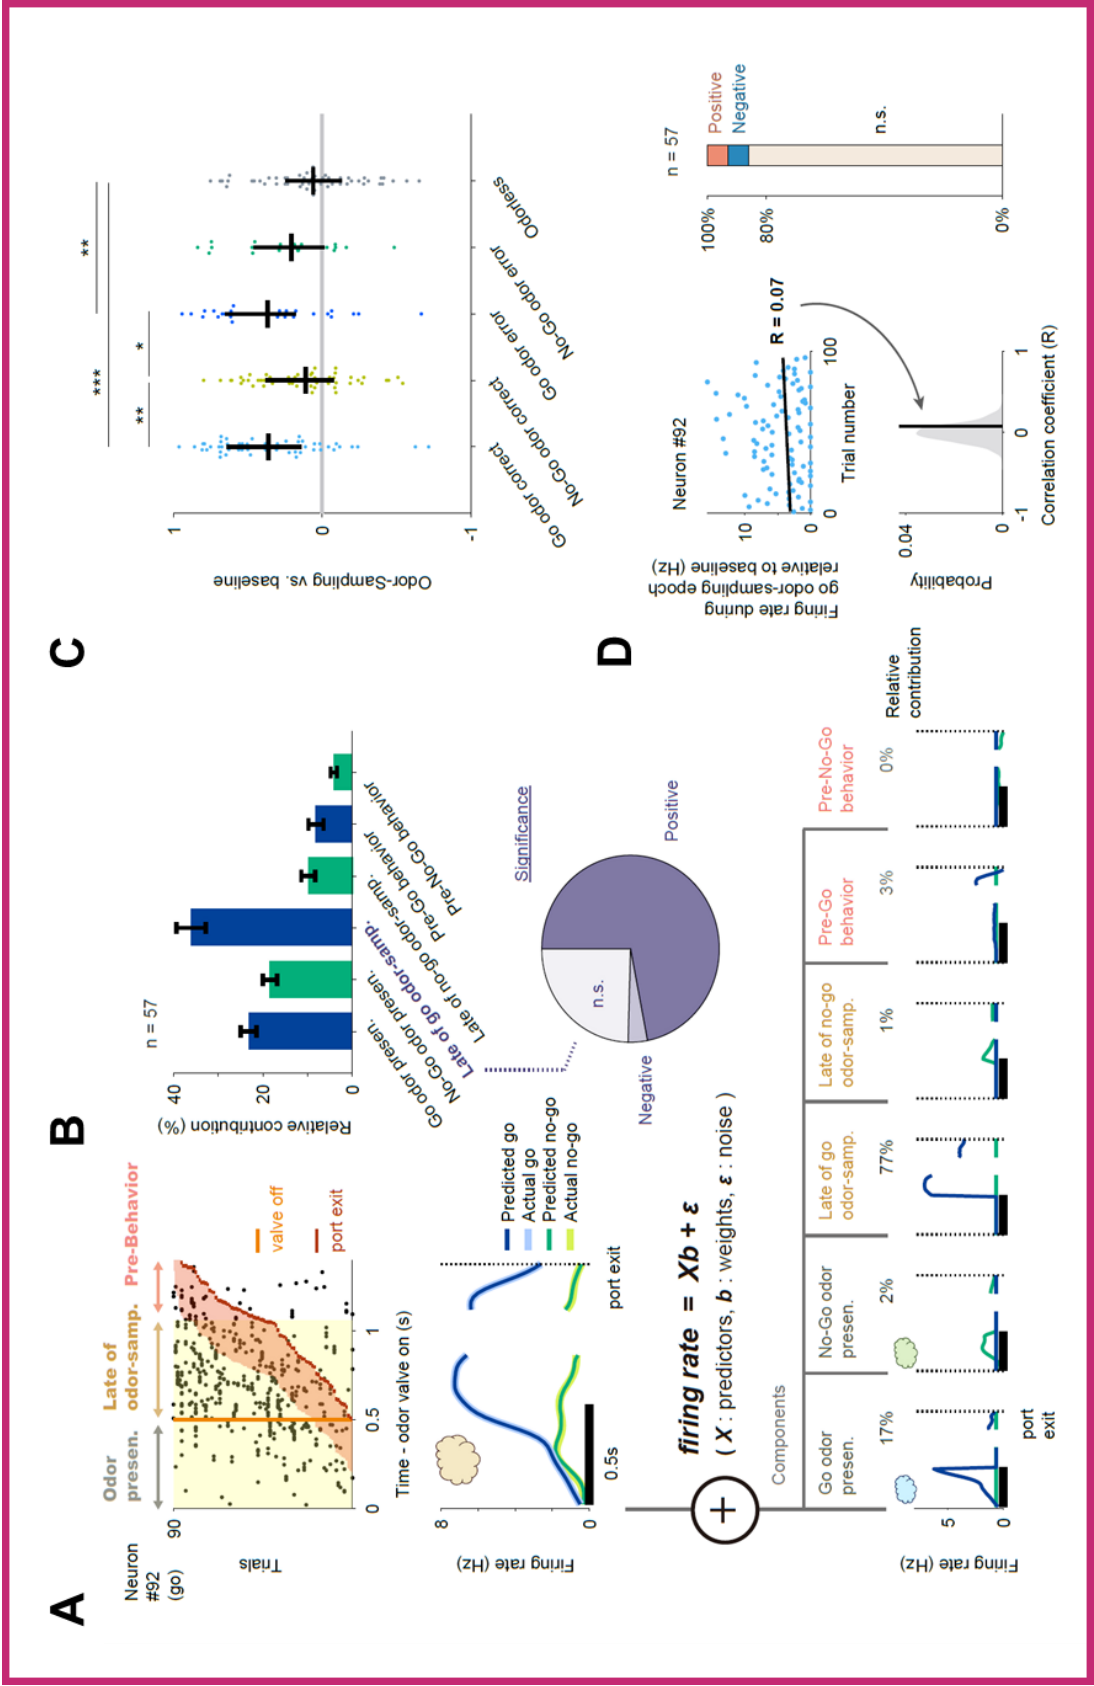 A
Neuron
#92
(go)
Odor
presen.
Late of
odor-samp.
Pre-Behavior
Trials
90
0
0.5
1
Time - odor valve on (s)
valve off
port exit
Firing rate (Hz)
8
0
0.5s
port exit
Predicted go
Actual go
Predicted no-go
Actual no-go
firing rate = Xb + ε
( X : predictors, b : weights, ε : noise )
+
Components
Go odor
presen.
No-Go odor
presen.
Late of go
odor-samp.
Late of no-go
odor-samp.
Pre-Go
behavior
Pre-No-Go
behavior
17%
2%
77%
1%
3%
0%
Relative
contribution
Firing rate (Hz)
5
0
port
exit
B
n = 57
Relative contribution (%)
40
20
0
Go odor presen.
No-Go odor presen.
Late of go odor-samp.
Late of no-go odor-samp.
Pre-Go behavior
Pre-No-Go behavior
Significance
n.s.
Negative
Positive
C
Odor-Sampling vs. baseline
1
0
-1
***
**
**
*
Go odor correct
No-Go odor correct
Go odor error
No-Go odor error
Odorless
D
Neuron #92
Firing rate during
go odor-sampling epoch
relative to baseline (Hz)
10
0
0
100
Trial number
R = 0.07
Probability
0.04
0
-1
0
1
Correlation coefficient (R)
n = 57
100%
80%
0%
Positive
Negative
n.s.